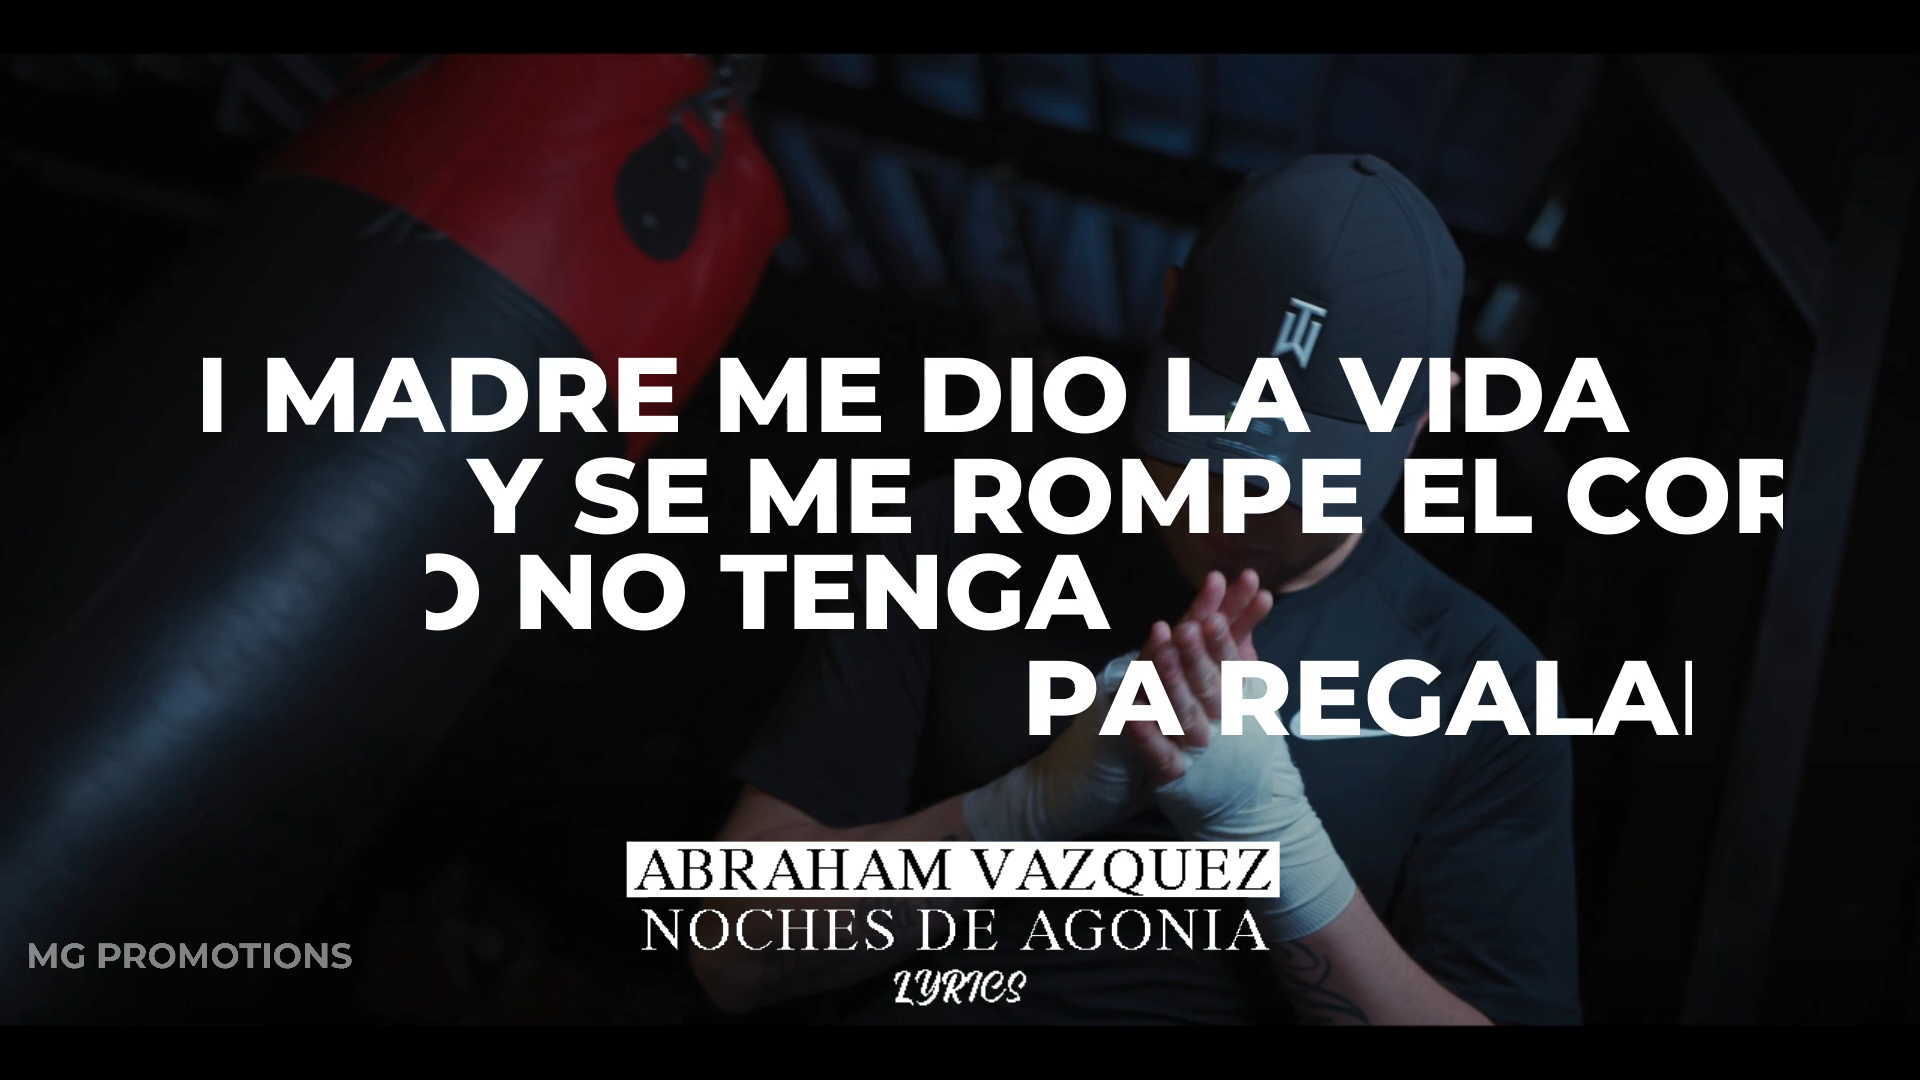 I MADRE ME DIO LA VIDA
Y SE ME ROMPE EL COR
O NO TENGA
PA REGALA
ABRAHAM VAZQUEZ
NOCHES DE AGONIA
LYRICS
MG PROMOTIONS